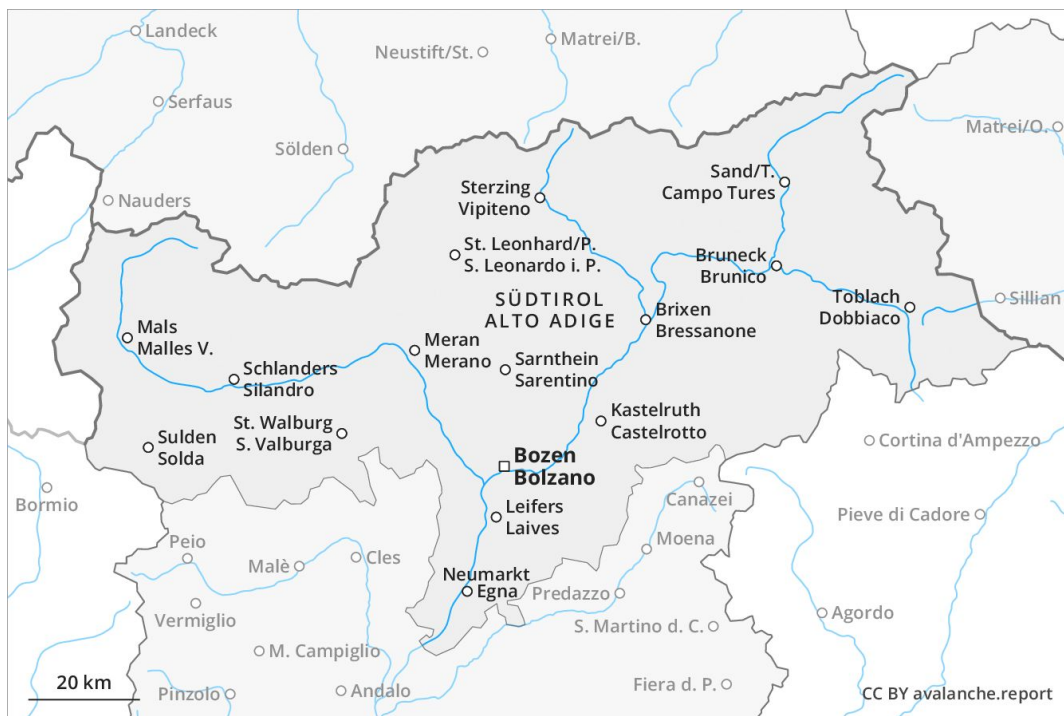 Landeck
Neustift/St.
Matrei/B.
Serfaus
Matrei/O.
Sölden
Nauders
Sand/T.
Campo Tures
Sterzing
Vipiteno
St. Leonhard/P.
S. Leonardo i. P.
Bruneck
Brunico
SÜDTIROL
ALTO ADIGE
Toblach
Dobbiaco
Sillian
Brixen
Bressanone
Mals
Malles V.
Meran
Merano
Sarnthein
Sarentino
Schlanders
Silandro
St. Walburg
S. Valburga
Kastelruth
Castelrotto
Sulden
Solda
Cortina d'Ampezzo
Bozen
Bolzano
Bormio
Canazei
Leifers
Laives
Pieve di Cadore
Moena
Peio
Malè
Cles
Neumarkt
Egna
Predazzo
Vermiglio
Agordo
S. Martino d. C.
M. Campiglio
20 km
Pinzolo
Andalo
Fiera d. P.
CC BY avalanche.report